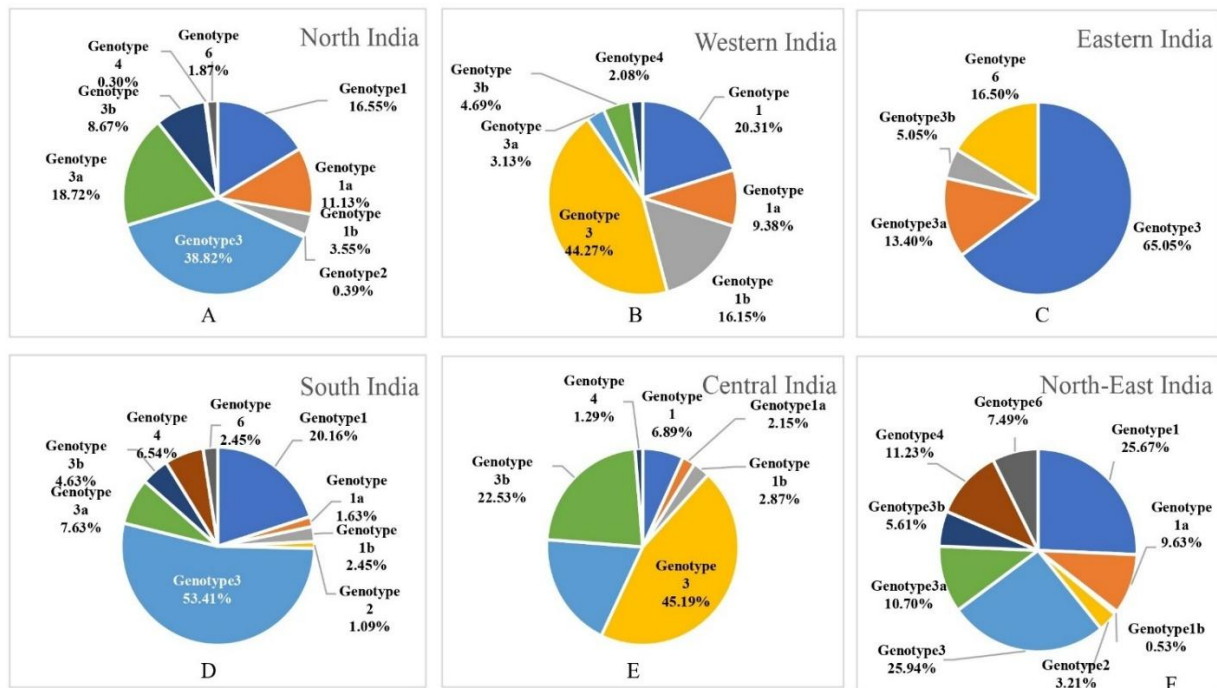 North India
Genotype
4
0.30%
Genotype
6
1.87%
Genotype1
16.55%
Genotype
3b
8.67%
Genotype
3a
18.72%
Genotype
1a
11.13%
Genotype
1b
3.55%
Genotype3
38.82%
Genotype2
0.39%
A
Western India
Genotype4
2.08%
Genotype
3b
4.69%
Genotype
1
20.31%
Genotype
3a
3.13%
Genotype
1a
9.38%
Genotype
3
44.27%
Genotype
1b
16.15%
B
Eastern India
Genotype
6
16.50%
Genotype3b
5.05%
Genotype3a
13.40%
Genotype3
65.05%
C
South India
Genotype
6
2.45%
Genotype
4
6.54%
Genotype1
20.16%
Genotype
3b
4.63%
Genotype
3a
7.63%
Genotype
1a
1.63%
Genotype
1b
2.45%
Genotype3
53.41%
Genotype
2
1.09%
D
Central India
Genotype
4
1.29%
Genotype
1
6.89%
Genotype1a
2.15%
Genotype
3b
22.53%
Genotype
1b
2.87%
Genotype
3
45.19%
E
North-East India
Genotype6
7.49%
Genotype4
11.23%
Genotype1
25.67%
Genotype3b
5.61%
Genotype
1a
9.63%
Genotype3a
10.70%
Genotype1b
0.53%
Genotype3
25.94%
Genotype2
3.21%
F